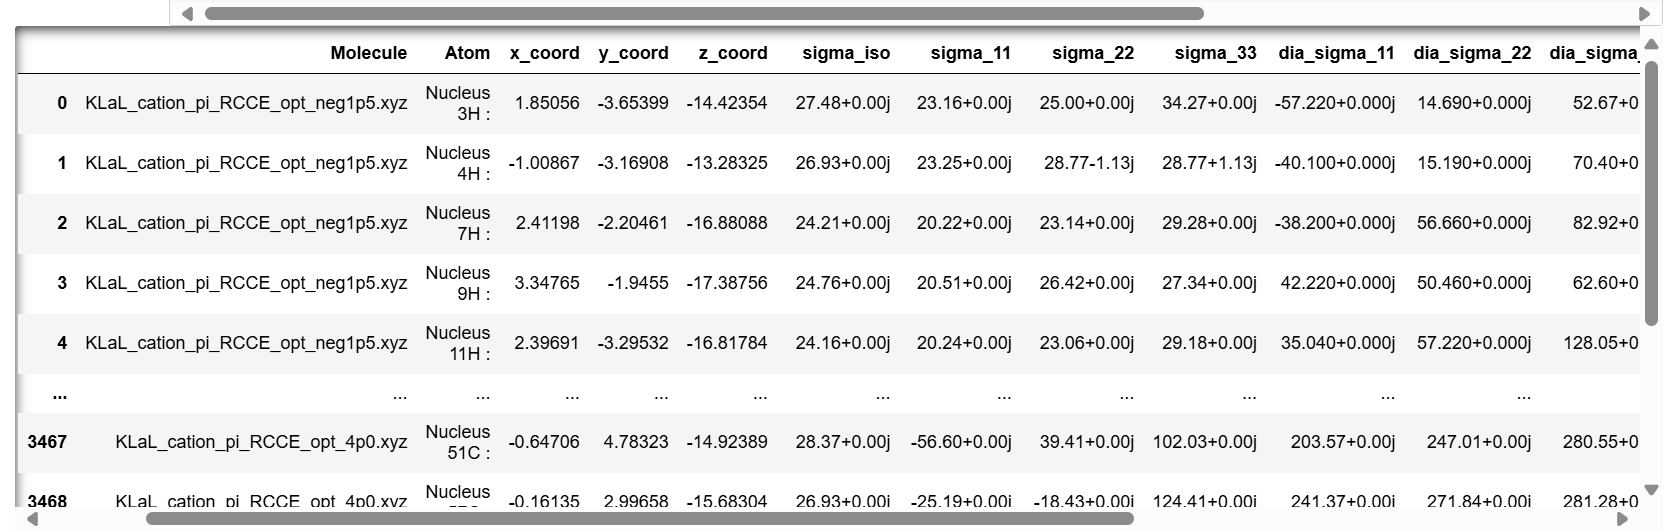 Molecule Atom x_coord y_coord z_coord sigma_iso sigma_11 sigma_22 sigma_33 dia_sigma_11 dia_sigma_22 dia_sigma_
0 KLaL_cation_pi_RCCE_opt_neg1p5.xyz Nucleus 3H : 1.85056 -3.65399 -14.42354 27.48+0.00j 23.16+0.00j 25.00+0.00j 34.27+0.00j -57.220+0.000j 14.690+0.000j 52.67+0
1 KLaL_cation_pi_RCCE_opt_neg1p5.xyz Nucleus 4H : -1.00867 -3.16908 -13.28325 26.93+0.00j 23.25+0.00j 28.77-1.13j 28.77+1.13j -40.100+0.000j 15.190+0.000j 70.40+0
2 KLaL_cation_pi_RCCE_opt_neg1p5.xyz Nucleus 7H : 2.41198 -2.20461 -16.88088 24.21+0.00j 20.22+0.00j 23.14+0.00j 29.28+0.00j -38.200+0.000j 56.660+0.000j 82.92+0
3 KLaL_cation_pi_RCCE_opt_neg1p5.xyz Nucleus 9H : 3.34765 -1.9455 -17.38756 24.76+0.00j 20.51+0.00j 26.42+0.00j 27.34+0.00j 42.220+0.000j 50.460+0.000j 62.60+0
4 KLaL_cation_pi_RCCE_opt_neg1p5.xyz Nucleus 11H : 2.39691 -3.29532 -16.81784 24.16+0.00j 20.24+0.00j 23.06+0.00j 29.18+0.00j 35.040+0.000j 57.220+0.000j 128.05+0
... ... ... ... ... ... ... ... ... ... ... ...
3467 KLaL_cation_pi_RCCE_opt_4p0.xyz Nucleus 51C : -0.64706 4.78323 -14.92389 28.37+0.00j -56.60+0.00j 39.41+0.00j 102.03+0.00j 203.57+0.00j 247.01+0.00j 280.55+0
3468 KLaL_cation_pi_RCCE_opt_4p0.xyz Nucleus -0.16135 2.99658 -15.68304 26.93+0.00j -25.19+0.00j -18.43+0.00j 124.41+0.00j 241.37+0.00j 271.84+0.00j 281.28+0